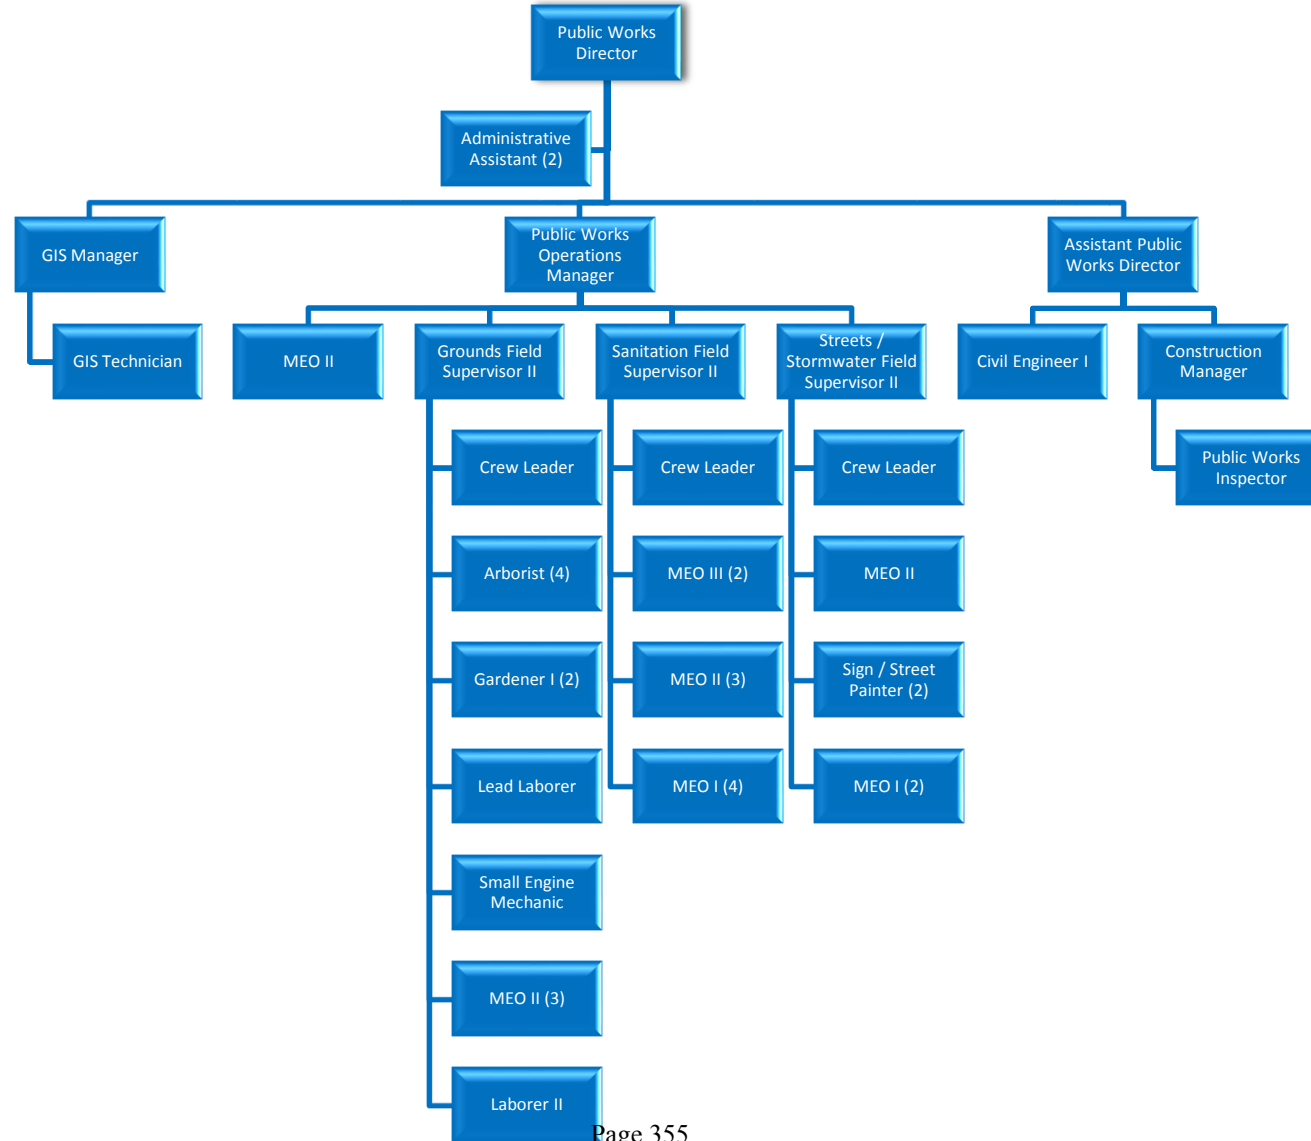 Public Works
Director
Administrative
Assistant (2)
GIS Manager
Public Works
Operations
Manager
Assistant Public
Works Director
GIS Technician
MEO II
Grounds Field
Supervisor II
Sanitation Field
Supervisor II
Streets /
Stormwater Field
Supervisor II
Civil Engineer I
Construction
Manager
Crew Leader
Crew Leader
Crew Leader
Public Works
Inspector
Arborist (4)
MEO III (2)
MEO II
Gardener I (2)
MEO II (3)
Sign / Street
Painter (2)
Lead Laborer
MEO I (4)
MEO I (2)
Small Engine
Mechanic
MEO II (3)
Laborer II
Page 355